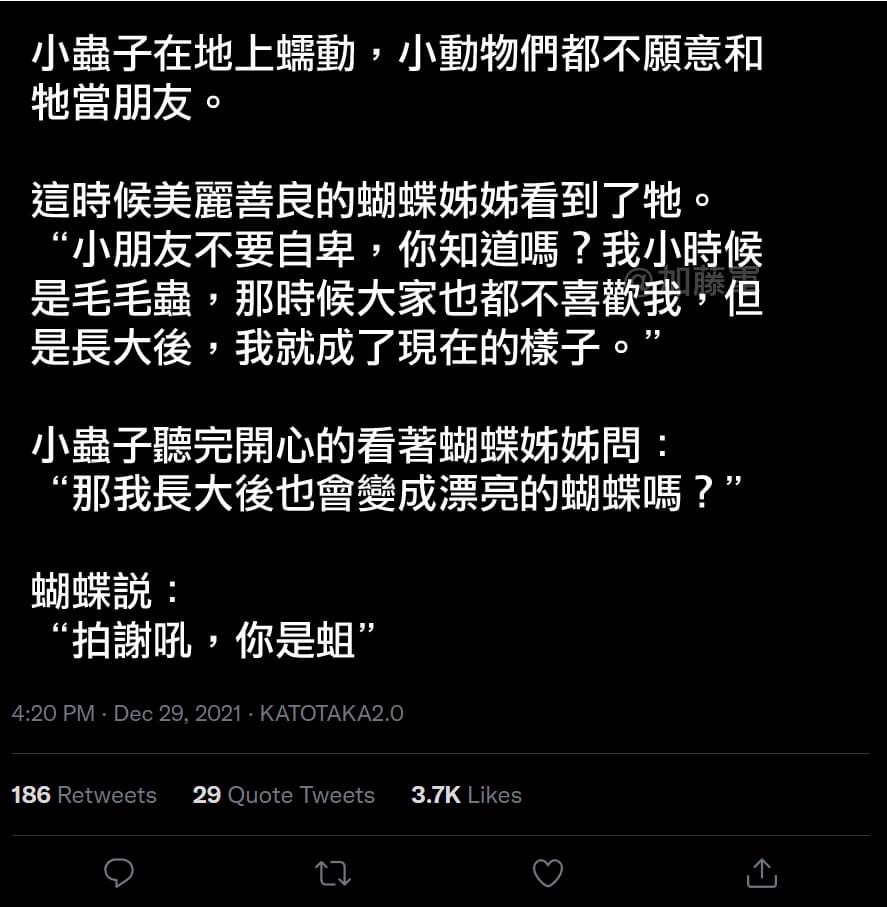 小蟲子在地上蠕動，小動物們都不願意和
牠當朋友。
這時候美麗善良的蝴蝶姊姊看到了牠。
“小朋友不要自卑，你知道嗎？我小時候
是毛毛蟲，那時候大家也都不喜歡我，但
是長大後，我就成了現在的樣子。”
小蟲子聽完開心的看著蝴蝶姊姊問：
“那我長大後也會變成漂亮的蝴蝶嗎？”
蝴蝶説：
“拍謝吼，你是蛆”
@加藤軍
4:20 PM · Dec 29, 2021 · KATOTAKA2.0
186 Retweets 29 Quote Tweets 3.7K Likes